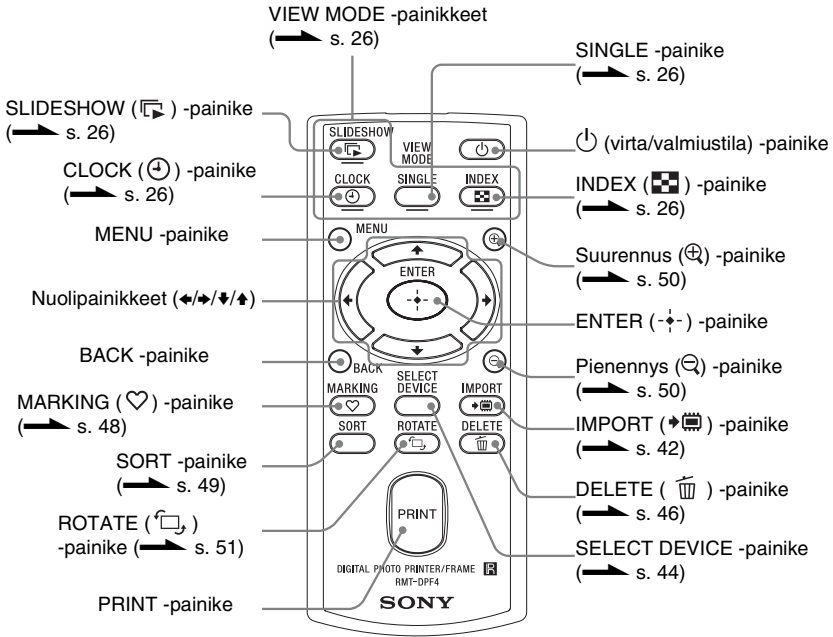 VIEW MODE -painikkeet
(➞ s. 26)
SLIDESHOW ( ) -painike
(➞ s. 26)
CLOCK ( ) -painike
(➞ s. 26)
MENU -painike
Nuolipainikkeet (←/→/↓/↑)
BACK -painike
MARKING (♡) -painike
(➞ s. 48)
SORT -painike
(➞ s. 49)
ROTATE ( )
-painike (➞ s. 51)
PRINT -painike
SINGLE -painike
(➞ s. 26)
(virta/valmiustila) -painike
INDEX ( ) -painike
(➞ s. 26)
Suurennus ( ) -painike
(➞ s. 50)
ENTER ( ) -painike
Pienennys ( ) -painike
(➞ s. 50)
IMPORT ( ) -painike
(➞ s. 42)
DELETE ( ) -painike
(➞ s. 46)
SELECT DEVICE -painike
(➞ s. 44)
SLIDESHOW
VIEW
MODE
CLOCK
SINGLE
INDEX
MENU
ENTER
BACK
SELECT
DEVICE
MARKING
IMPORT
SORT
ROTATE
DELETE
PRINT
DIGITAL PHOTO PRINTER/FRAME R
RMT-DPF4
SONY